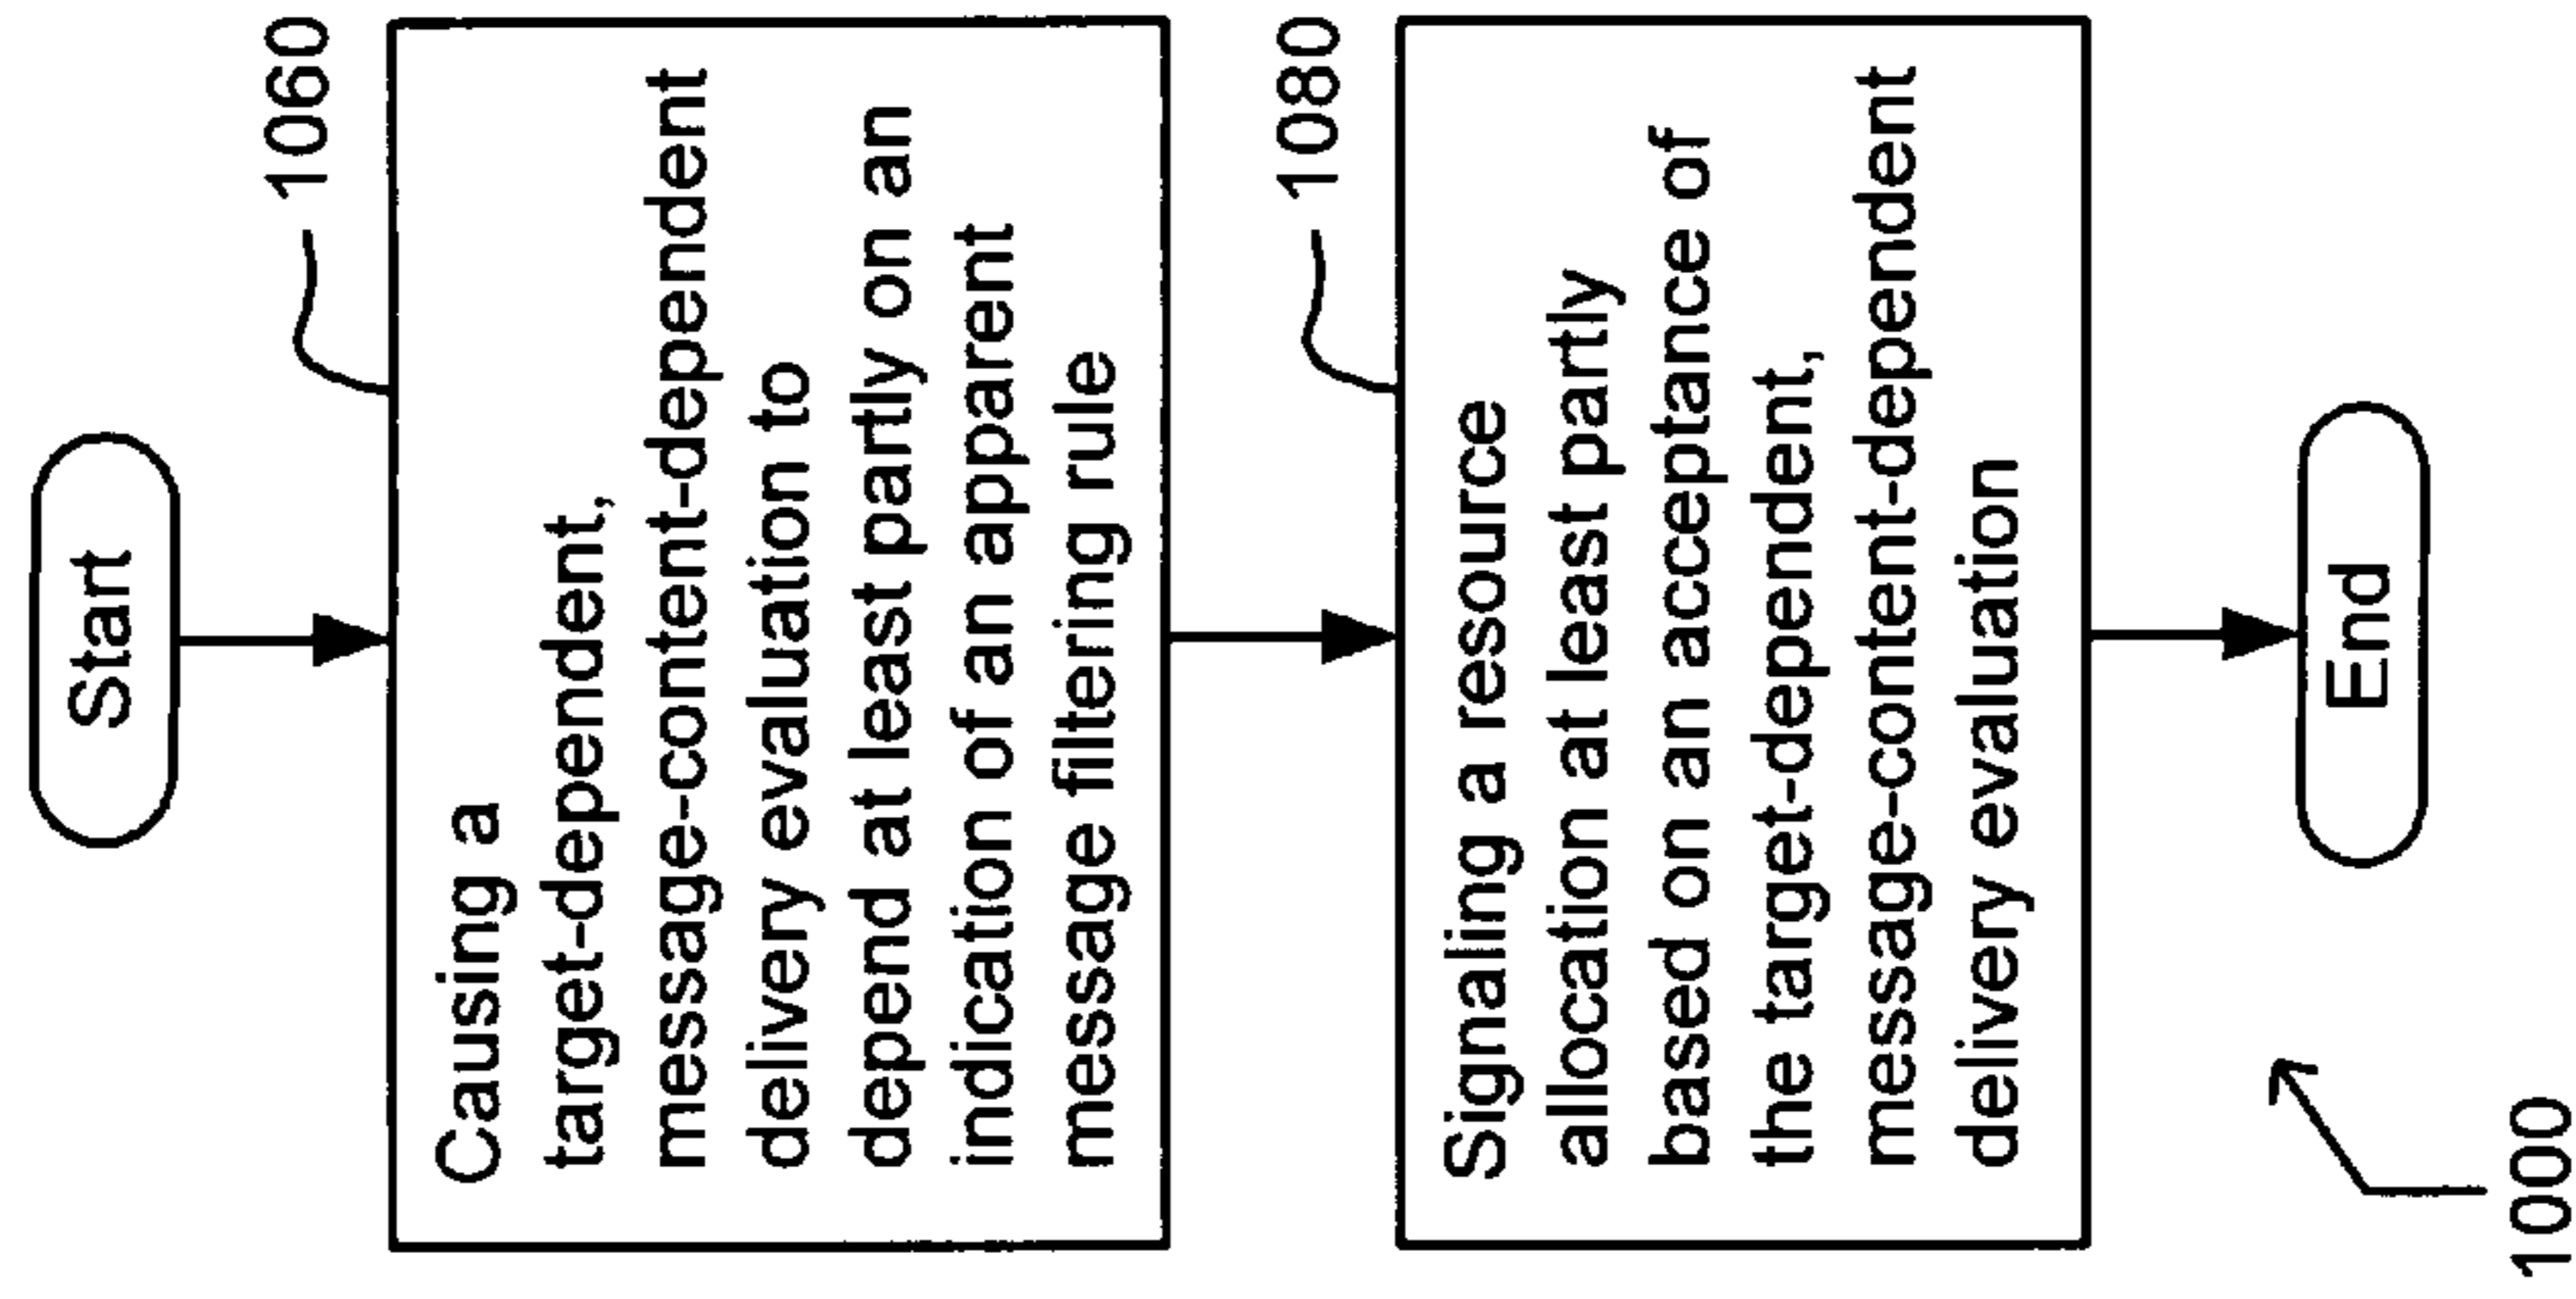 Start
1060
Causing a
target-dependent,
message-content-dependent
delivery evaluation to
depend at least partly on an
indication of an apparent
message filtering rule
1080
Signaling a resource
allocation at least partly
based on an acceptance of
the target-dependent,
message-content-dependent
delivery evaluation
End
1000